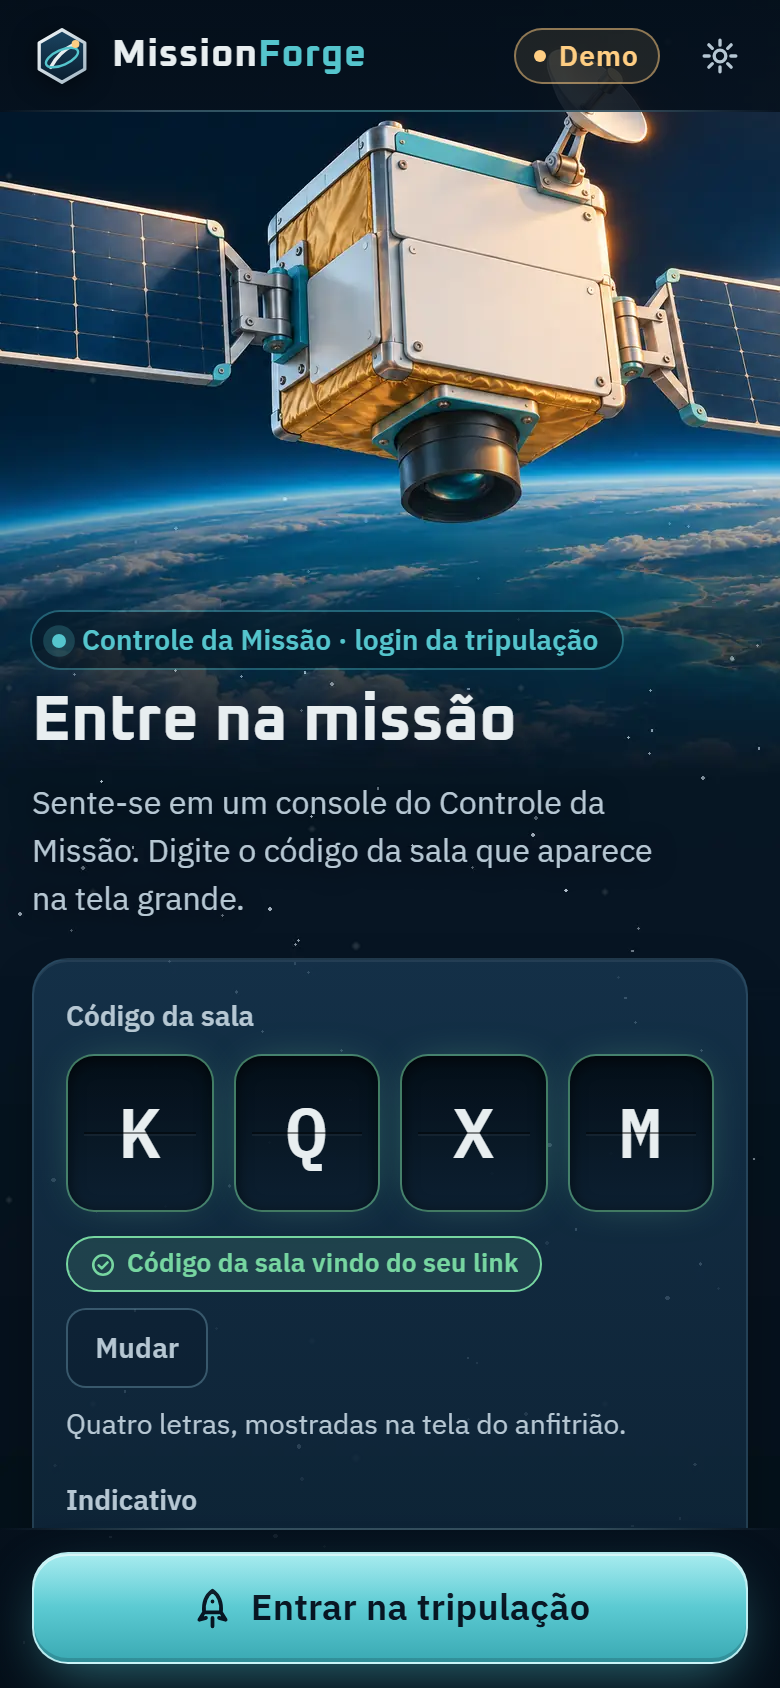 MissionForge
Demo
Controle da Missão · login da tripulação
Entre na missão
Sente-se em um console do Controle da
Missão. Digite o código da sala que aparece
na tela grande.
Código da sala
K Q X M
Código da sala vindo do seu link
Mudar
Quatro letras, mostradas na tela do anfitrião.
Indicativo
Entrar na tripulação